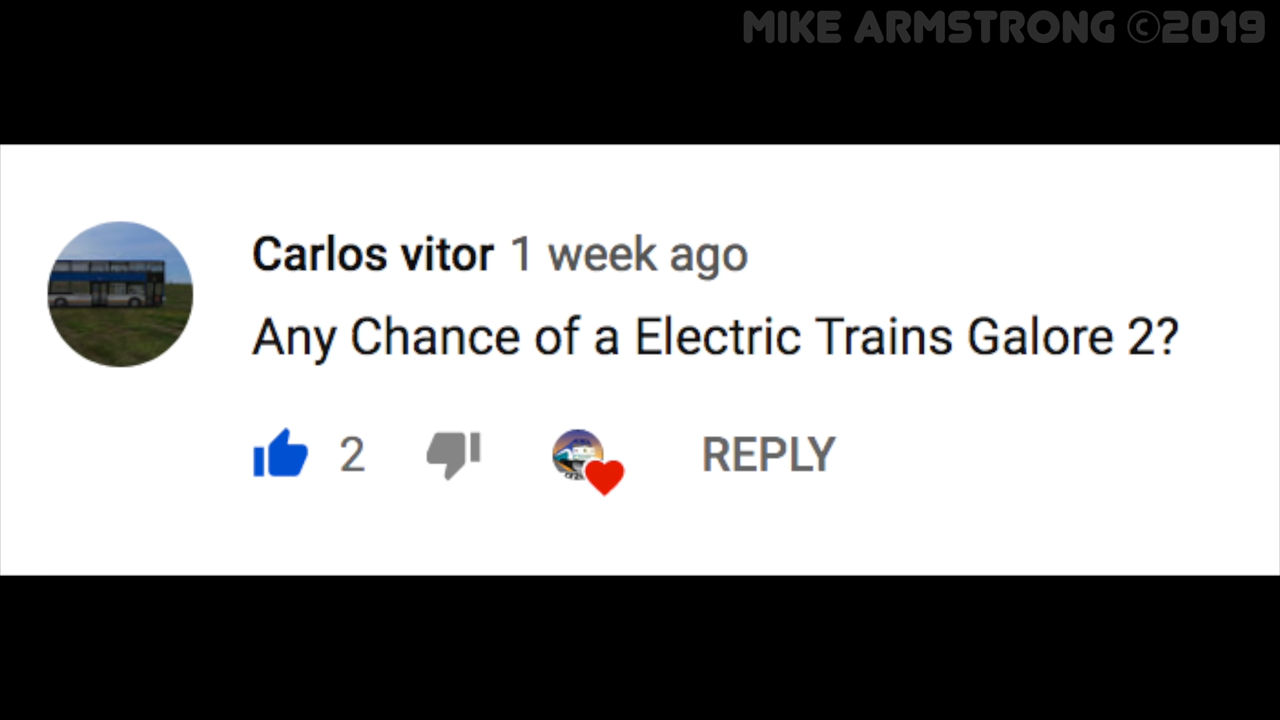 MIKE ARMSTRONG ©2019
Carlos vitor 1 week ago
Any Chance of a Electric Trains Galore 2?
2 REPLY